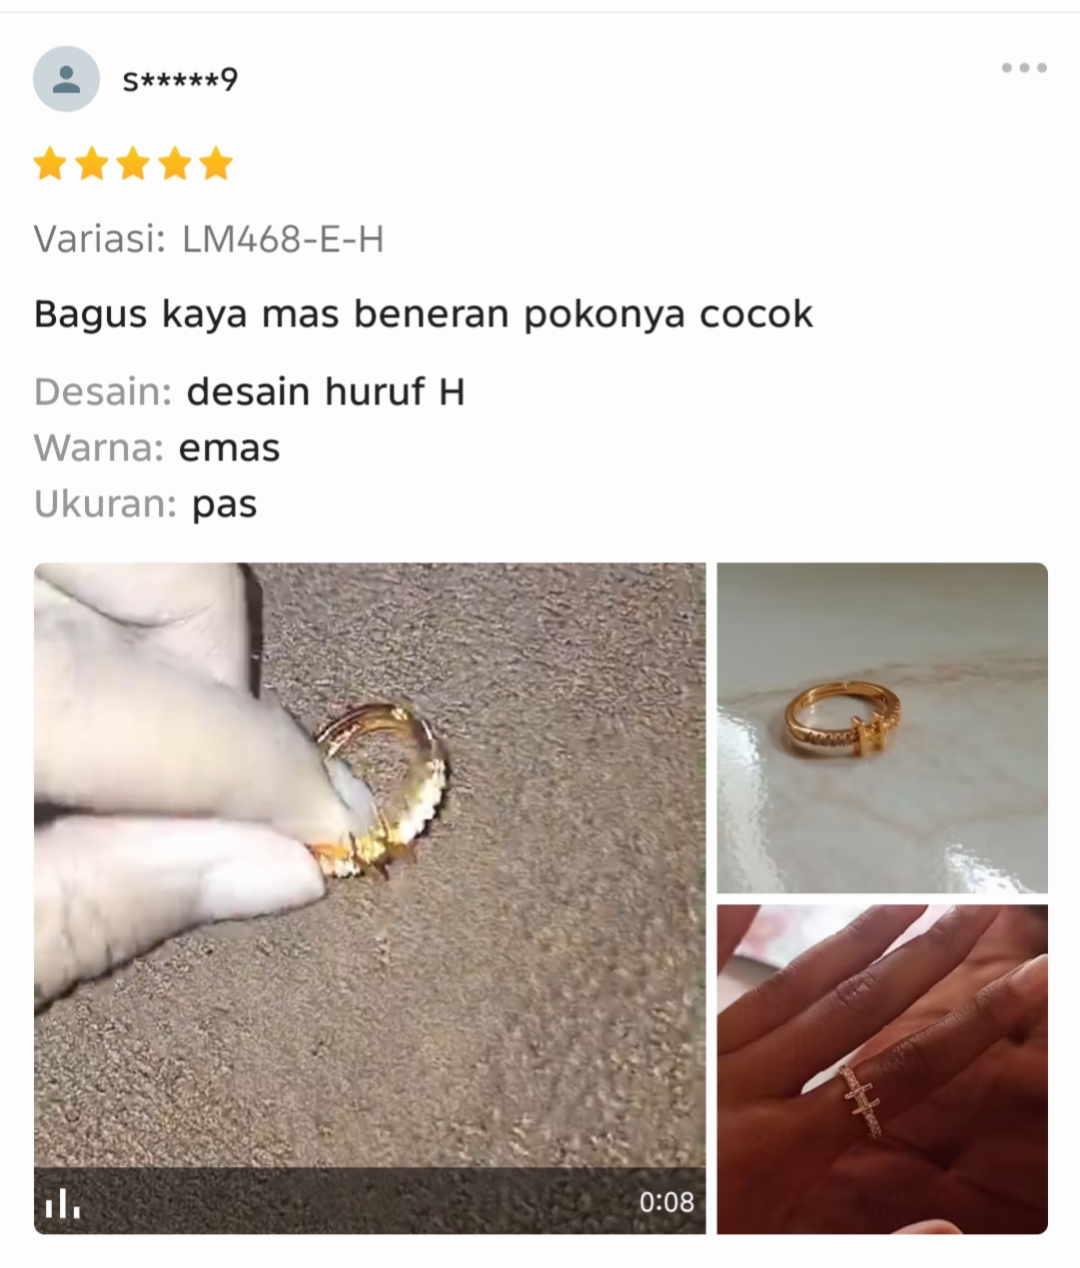 s*****9
Variasi: LM468-E-H
Bagus kaya mas beneran pokonya cocok
Desain: desain huruf H
Warna: emas
Ukuran: pas
H
0:08